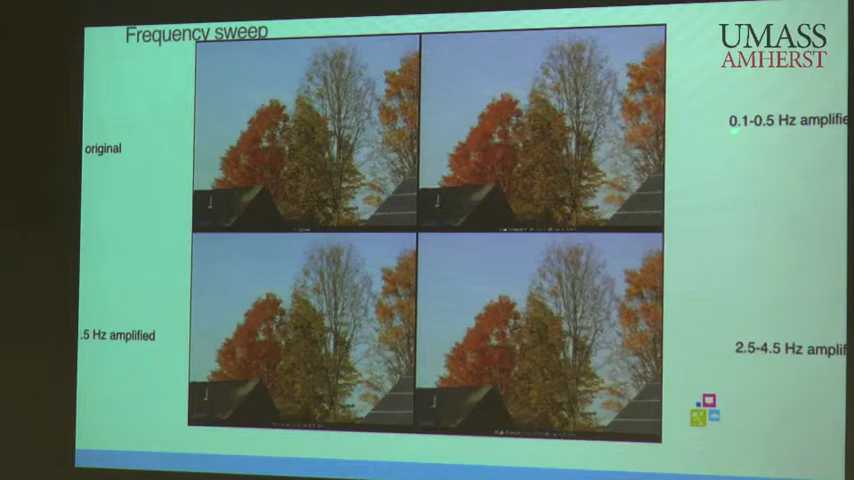 Frequency sweep
UMASS
AMHERST
original
0.1-0.5 Hz amplifie
.5 Hz amplified
2.5-4.5 Hz amplif